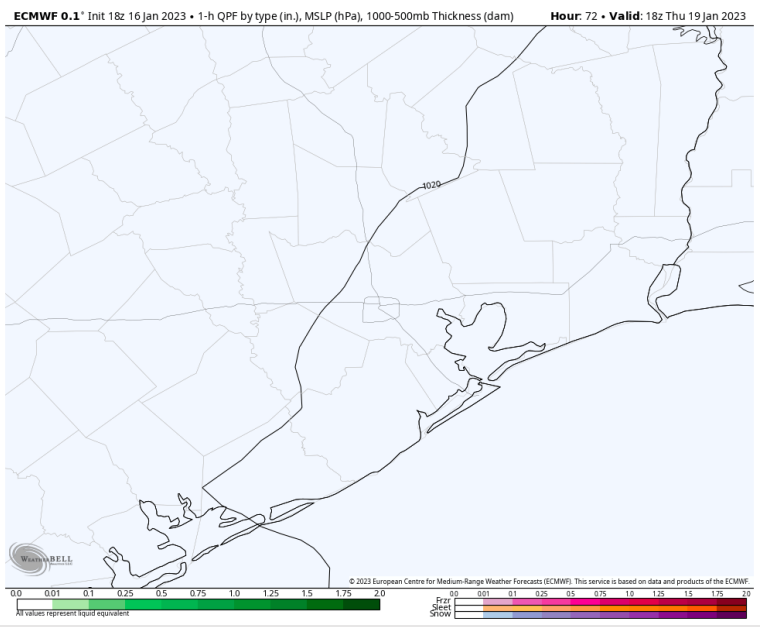 ECMWF 0.1° Init 18z 16 Jan 2023 • 1-h QPF by type (in.), MSLP (hPa), 1000-500mb Thickness (dam) Hour: 72 • Valid: 18z Thu 19 Jan 2023
1020
WEATHERBELL
© 2023 European Centre for Medium-Range Weather Forecasts (ECMWF). This service is based on data and products of the ECMWF.
0.0 0.01 0.1 0.25 0.5 0.75 1.0 1.25 1.5 1.75 2.0
All values represent liquid equivalent
0.0 0.01 0.1 0.25 0.5 0.75 1.0 1.25 1.5 1.75 2.0
Frzr
Sleet
Snow